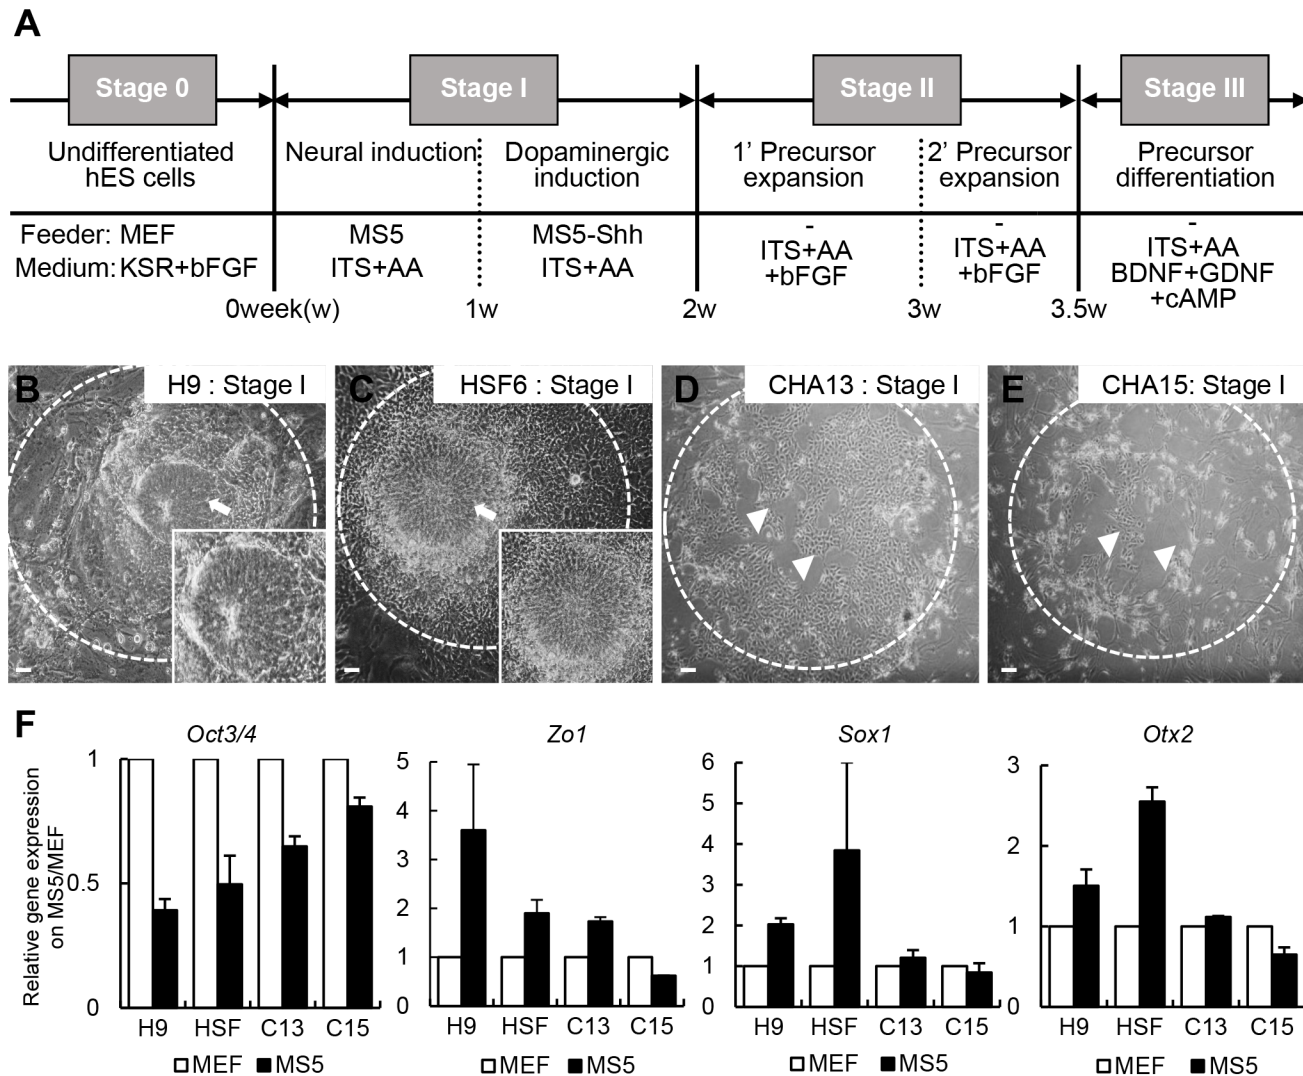 A
Stage 0
Stage I
Stage II
Stage III
Undifferentiated
hES cells
Neural induction
Dopaminergic
induction
1’ Precursor
expansion
2’ Precursor
expansion
Precursor
differentiation
Feeder: MEF
MS5
MS5-Shh
-
-
-
Medium: KSR+bFGF
ITS+AA
ITS+AA
ITS+AA
+bFGF
ITS+AA
+bFGF
ITS+AA
BDNF+GDNF
+cAMP
0week(w)
1w
2w
3w
3.5w
B
H9 : Stage I
C
HSF6 : Stage I
D
CHA13 : Stage I
E
CHA15: Stage I
F
Relative gene expression
on MS5/MEF
Oct3/4
1
0.5
0
H9 HSF C13 C15
MEF MS5
Zo1
5
4
3
2
1
0
H9 HSF C13 C15
MEF MS5
Sox1
6
5
4
3
2
1
0
H9 HSF C13 C15
MEF MS5
Otx2
3
2
1
0
H9 HSF C13 C15
MEF MS5